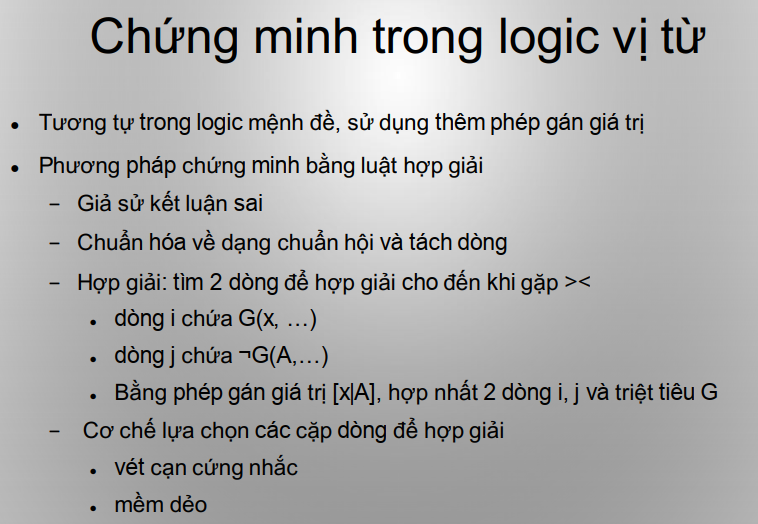 Chứng minh trong logic vị từ
• Tương tự trong logic mệnh đề, sử dụng thêm phép gán giá trị
• Phương pháp chứng minh bằng luật hợp giải
– Giả sử kết luận sai
– Chuẩn hóa về dạng chuẩn hội và tách dòng
– Hợp giải: tìm 2 dòng để hợp giải cho đến khi gặp ><
• dòng i chứa G(x, …)
• dòng j chứa ¬G(A,…)
• Bằng phép gán giá trị [x|A], hợp nhất 2 dòng i, j và triệt tiêu G
– Cơ chế lựa chọn các cặp dòng để hợp giải
• vét cạn cứng nhắc
• mềm dẻo